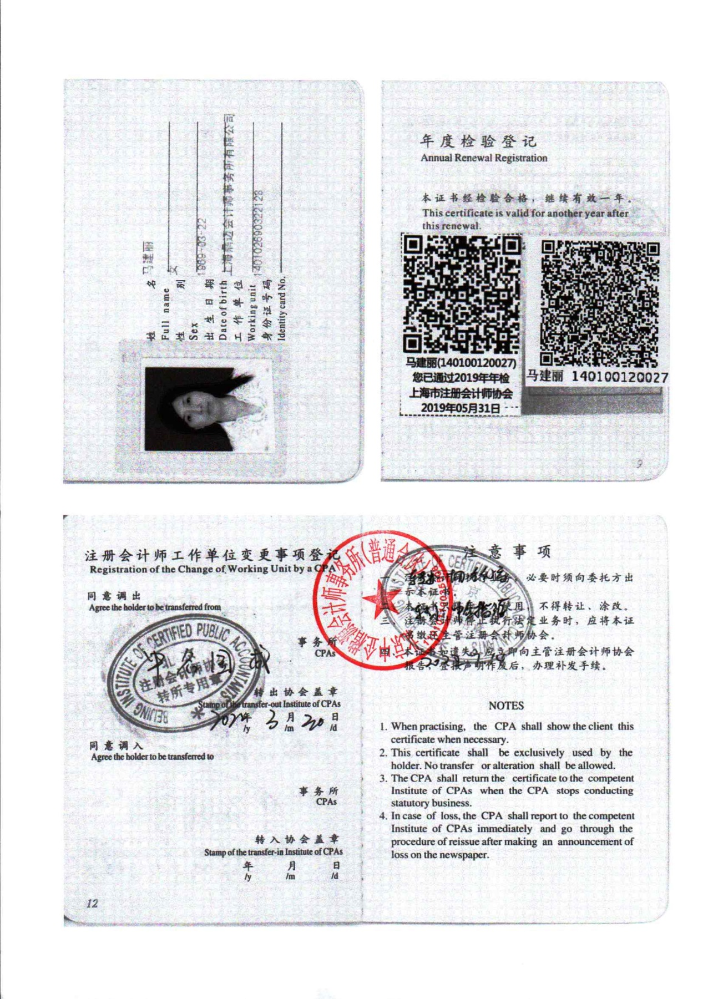 姓 名 马建丽
Full name
性 别 女
Sex
出 生 日 期 1969-03-22
Date of birth
工 作 单 位 上海 会计师事务所有限公司
Working unit
身份证号码 140102690322128
Identity card No.
年度检验登记
Annual Renewal Registration
本证书经检验合格，继续有效一年。
This certificate is valid for another year after
this renewal.
马建丽(140100120027)
您已通过2019年年检
上海市注册会计师协会
2019年05月31日
马建丽 140100120027
9
注册会计师工作单位变更事项登记
Registration of the Change of Working Unit by a CPA
同意调出
Agree the holder to be transferred from
事务所
CPAs
BEIJING INSTITUTE OF CERTIFIED PUBLIC ACCOUNTANTS
注册会计师协会
转所专用章
转出协会盖章
Stamp of the transfer-out Institute of CPAs
年 3 月 20 日
/y /m /d
同意调入
Agree the holder to be transferred to
事务所
CPAs
转入协会盖章
Stamp of the transfer-in Institute of CPAs
年 月 日
/y /m /d
12
会计师事务所(普通合伙)
注意事项
必要时须向委托方出
示本证书。
使用，不得转让、涂改。
三、注册会计师停止执行法定业务时，应将本证
书缴还主管注册会计师协会。
四、本证书如遗失，应立即向主管注册会计师协会
报告，登报声明作废后，办理补发手续。
NOTES
1. When practising, the CPA shall show the client this
certificate when necessary.
2. This certificate shall be exclusively used by the
holder. No transfer or alteration shall be allowed.
3. The CPA shall return the certificate to the competent
Institute of CPAs when the CPA stops conducting
statutory business.
4. In case of loss, the CPA shall report to the competent
Institute of CPAs immediately and go through the
procedure of reissue after making an announcement of
loss on the newspaper.